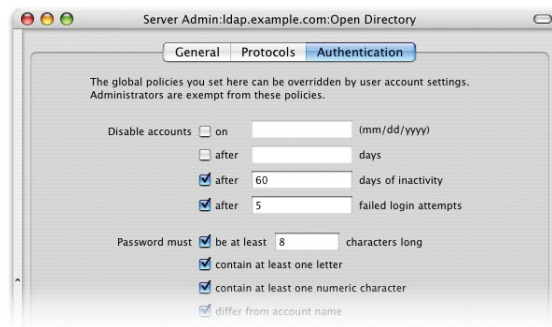 Server Admin:ldap.example.com:Open Directory
General Protocols Authentication
The global policies you set here can be overridden by user account settings.
Administrators are exempt from these policies.
Disable accounts on (mm/dd/yyyy)
after days
after 60 days of inactivity
after 5 failed login attempts
Password must be at least 8 characters long
contain at least one letter
contain at least one numeric character
differ from account name